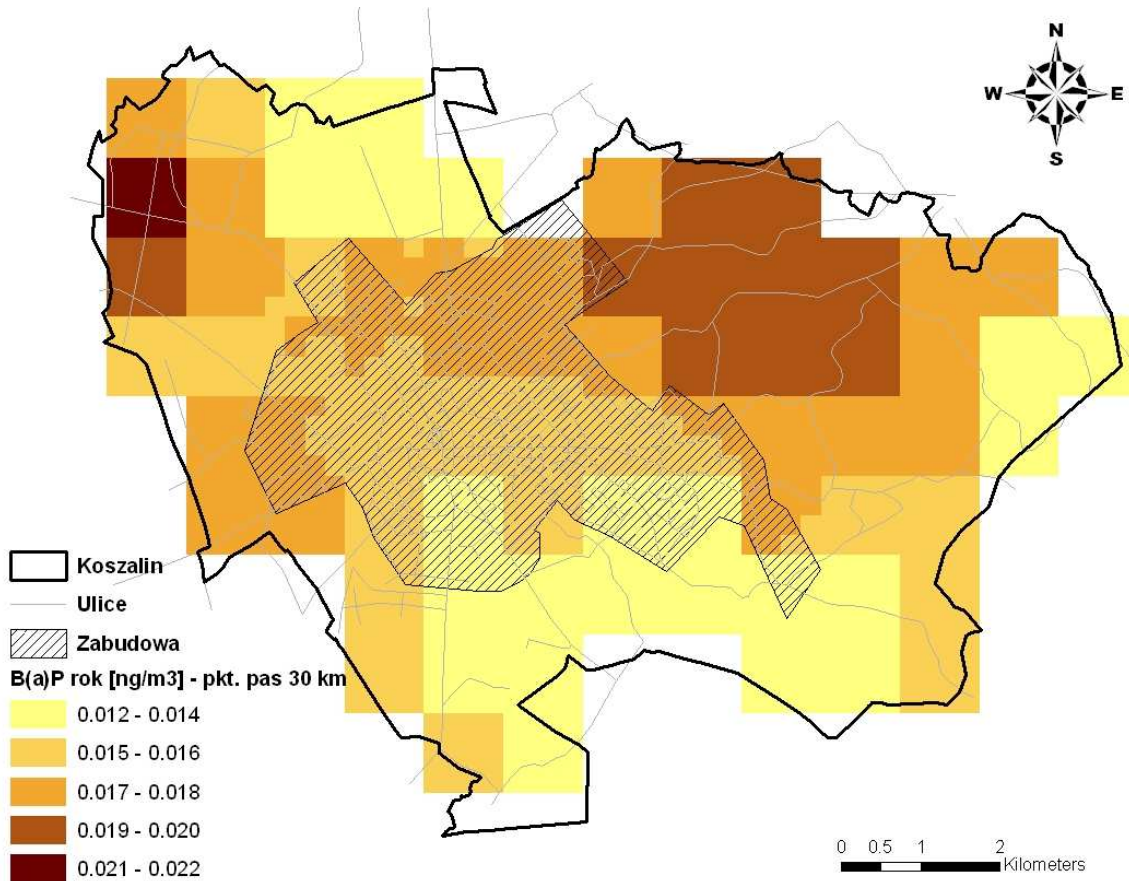 N
W E
S
Koszalin
Ulice
Zabudowa
B(a)P rok [ng/m3] - pkt. pas 30 km
0.012 - 0.014
0.015 - 0.016
0.017 - 0.018
0.019 - 0.020
0.021 - 0.022
0 0.5 1 2
Kilometers